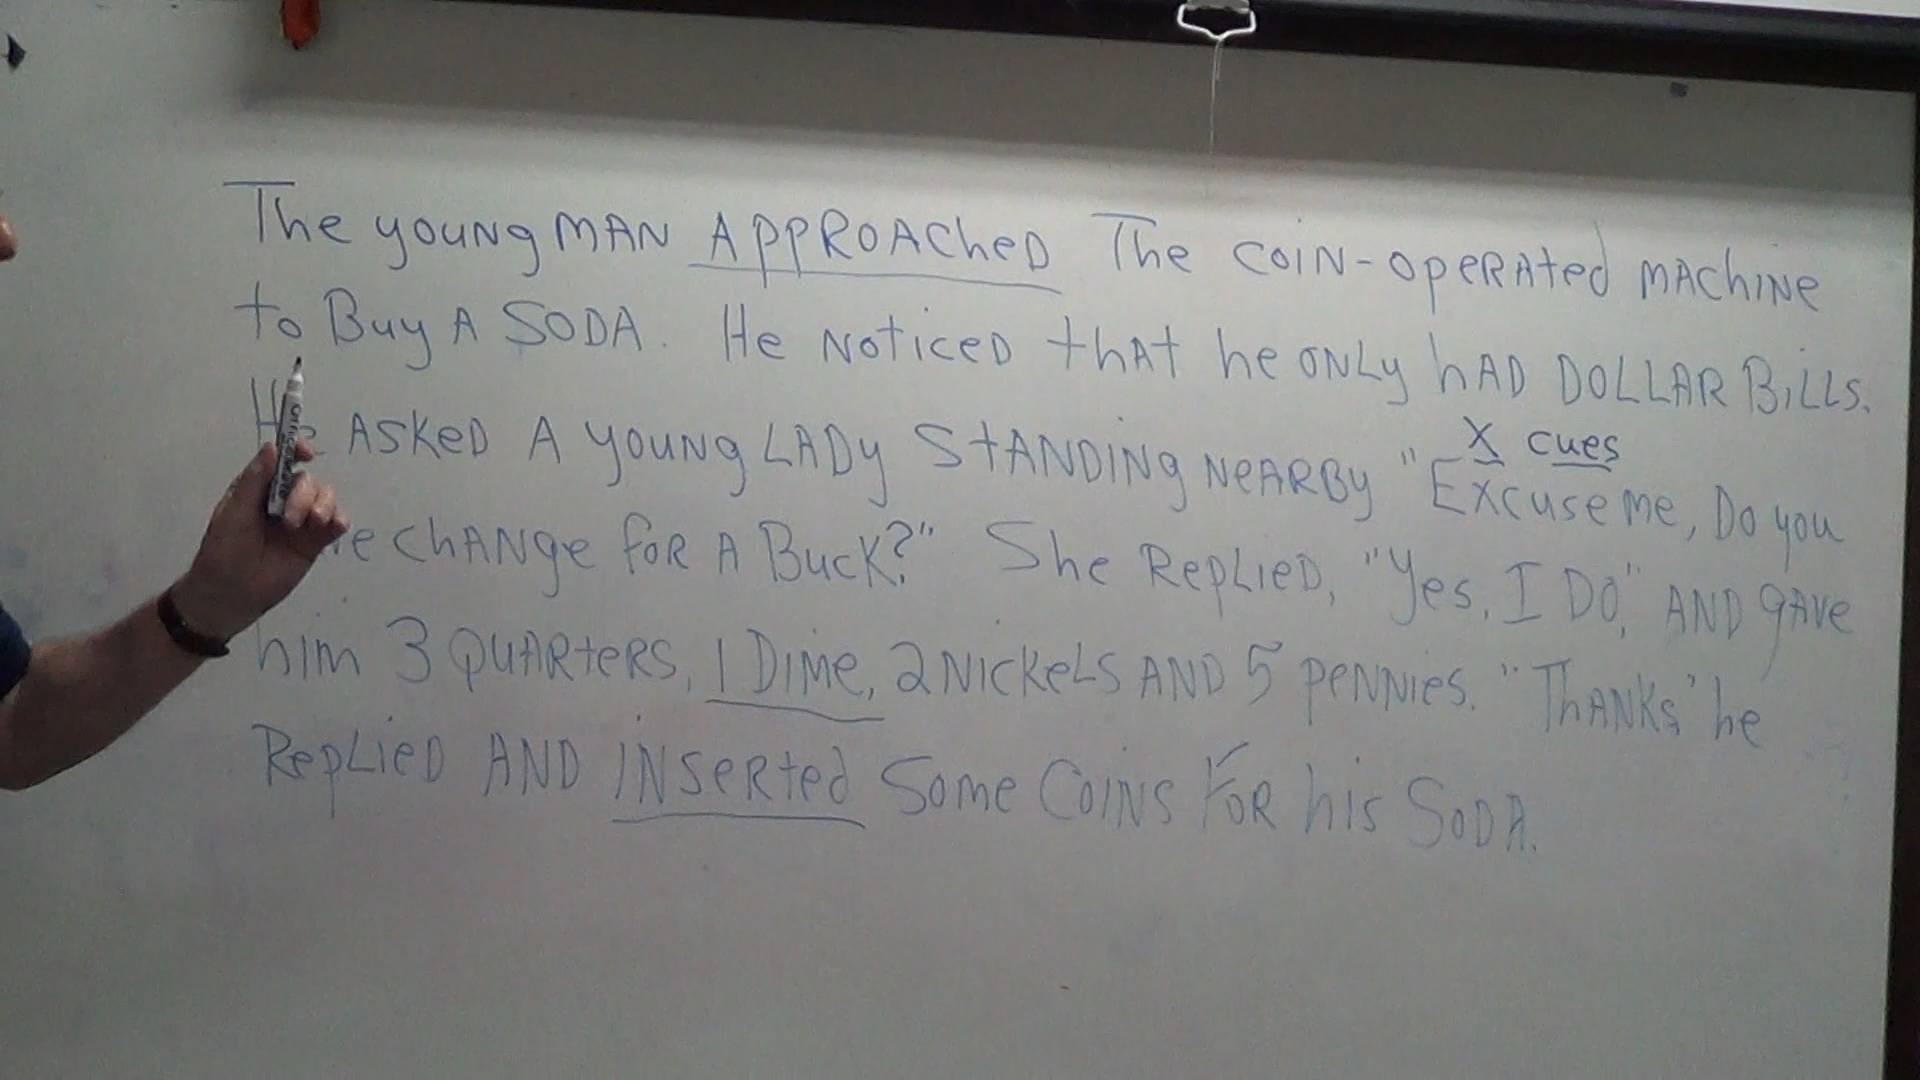 The young MAN APPROACheD The COIN-OpeRAted MAChiNe
to Buy A SODA. He NoticeD thAt he ONLy hAD DOLLAR BiLLS.
X cues
He ASKeD A youNg LADy StANDiNg NeARBy "Excuse me, Do you
chANge foR A Buck?" She RepLieD, "Yes, I DO," AND gAve
him 3 QUARteRS, 1 Dime, 2 NickeLS AND 5 peNNies. "ThANKS" he
RepLieD AND iNSeRted Some CoiNS FOR his SoDA.